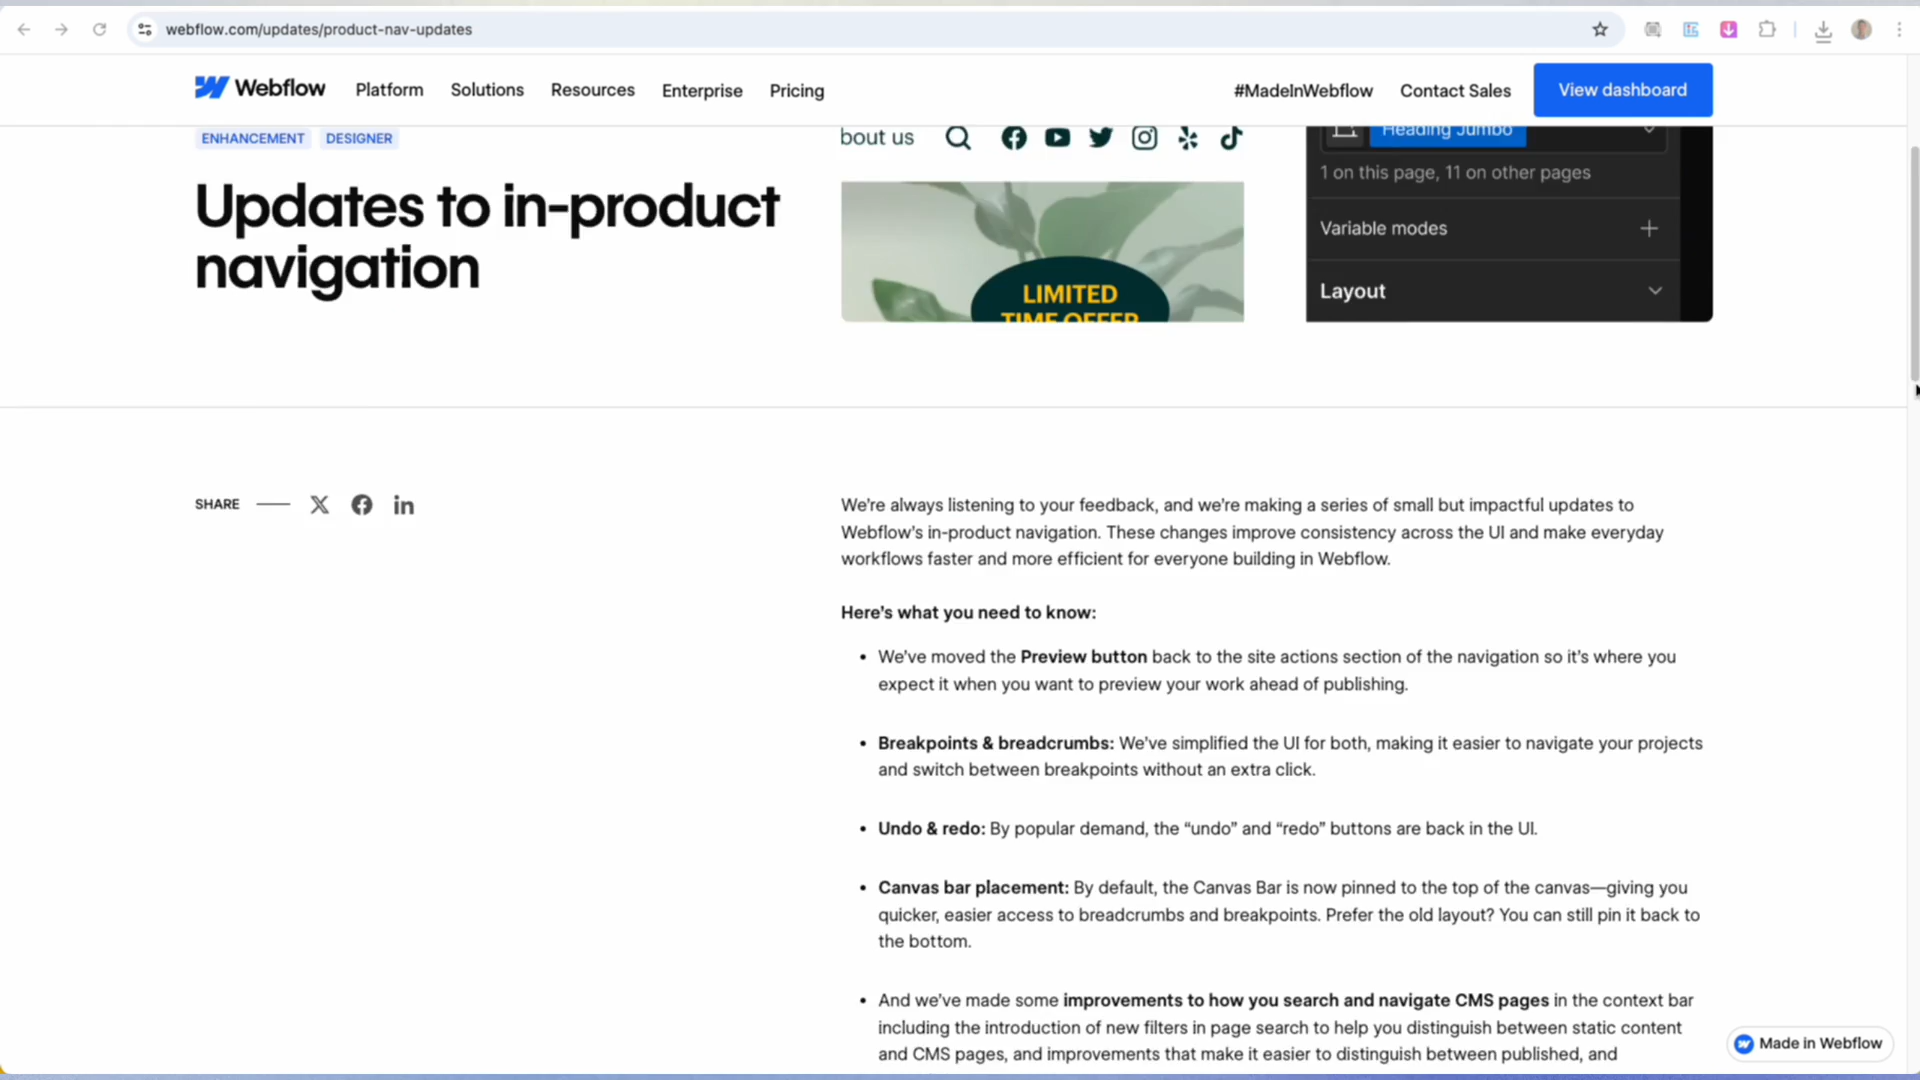 webflow.com/updates/product-nav-updates
Webflow
Platform
Solutions
Resources
Enterprise
Pricing
#MadeInWebflow
Contact Sales
View dashboard
ENHANCEMENT
DESIGNER
Updates to in-product
navigation
bout us
LIMITED
TIME OFFER
Heading Jumbo
1 on this page, 11 on other pages
Variable modes
Layout
SHARE
We’re always listening to your feedback, and we’re making a series of small but impactful updates to
Webflow’s in-product navigation. These changes improve consistency across the UI and make everyday
workflows faster and more efficient for everyone building in Webflow.
Here’s what you need to know:
• We’ve moved the Preview button back to the site actions section of the navigation so it’s where you
expect it when you want to preview your work ahead of publishing.
• Breakpoints & breadcrumbs: We’ve simplified the UI for both, making it easier to navigate your projects
and switch between breakpoints without an extra click.
• Undo & redo: By popular demand, the “undo” and “redo” buttons are back in the UI.
• Canvas bar placement: By default, the Canvas Bar is now pinned to the top of the canvas—giving you
quicker, easier access to breadcrumbs and breakpoints. Prefer the old layout? You can still pin it back to
the bottom.
• And we’ve made some improvements to how you search and navigate CMS pages in the context bar
including the introduction of new filters in page search to help you distinguish between static content
and CMS pages, and improvements that make it easier to distinguish between published, and
Made in Webflow